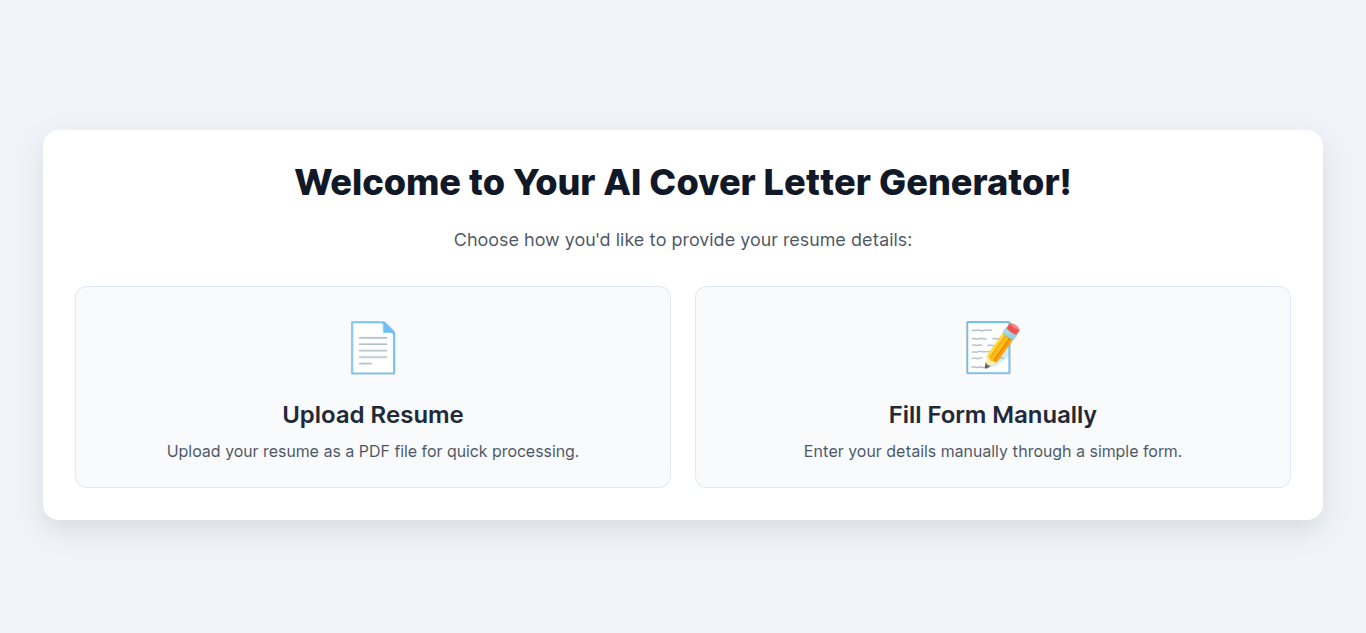 Welcome to Your AI Cover Letter Generator!
Choose how you'd like to provide your resume details:
Upload Resume
Upload your resume as a PDF file for quick processing.
Fill Form Manually
Enter your details manually through a simple form.